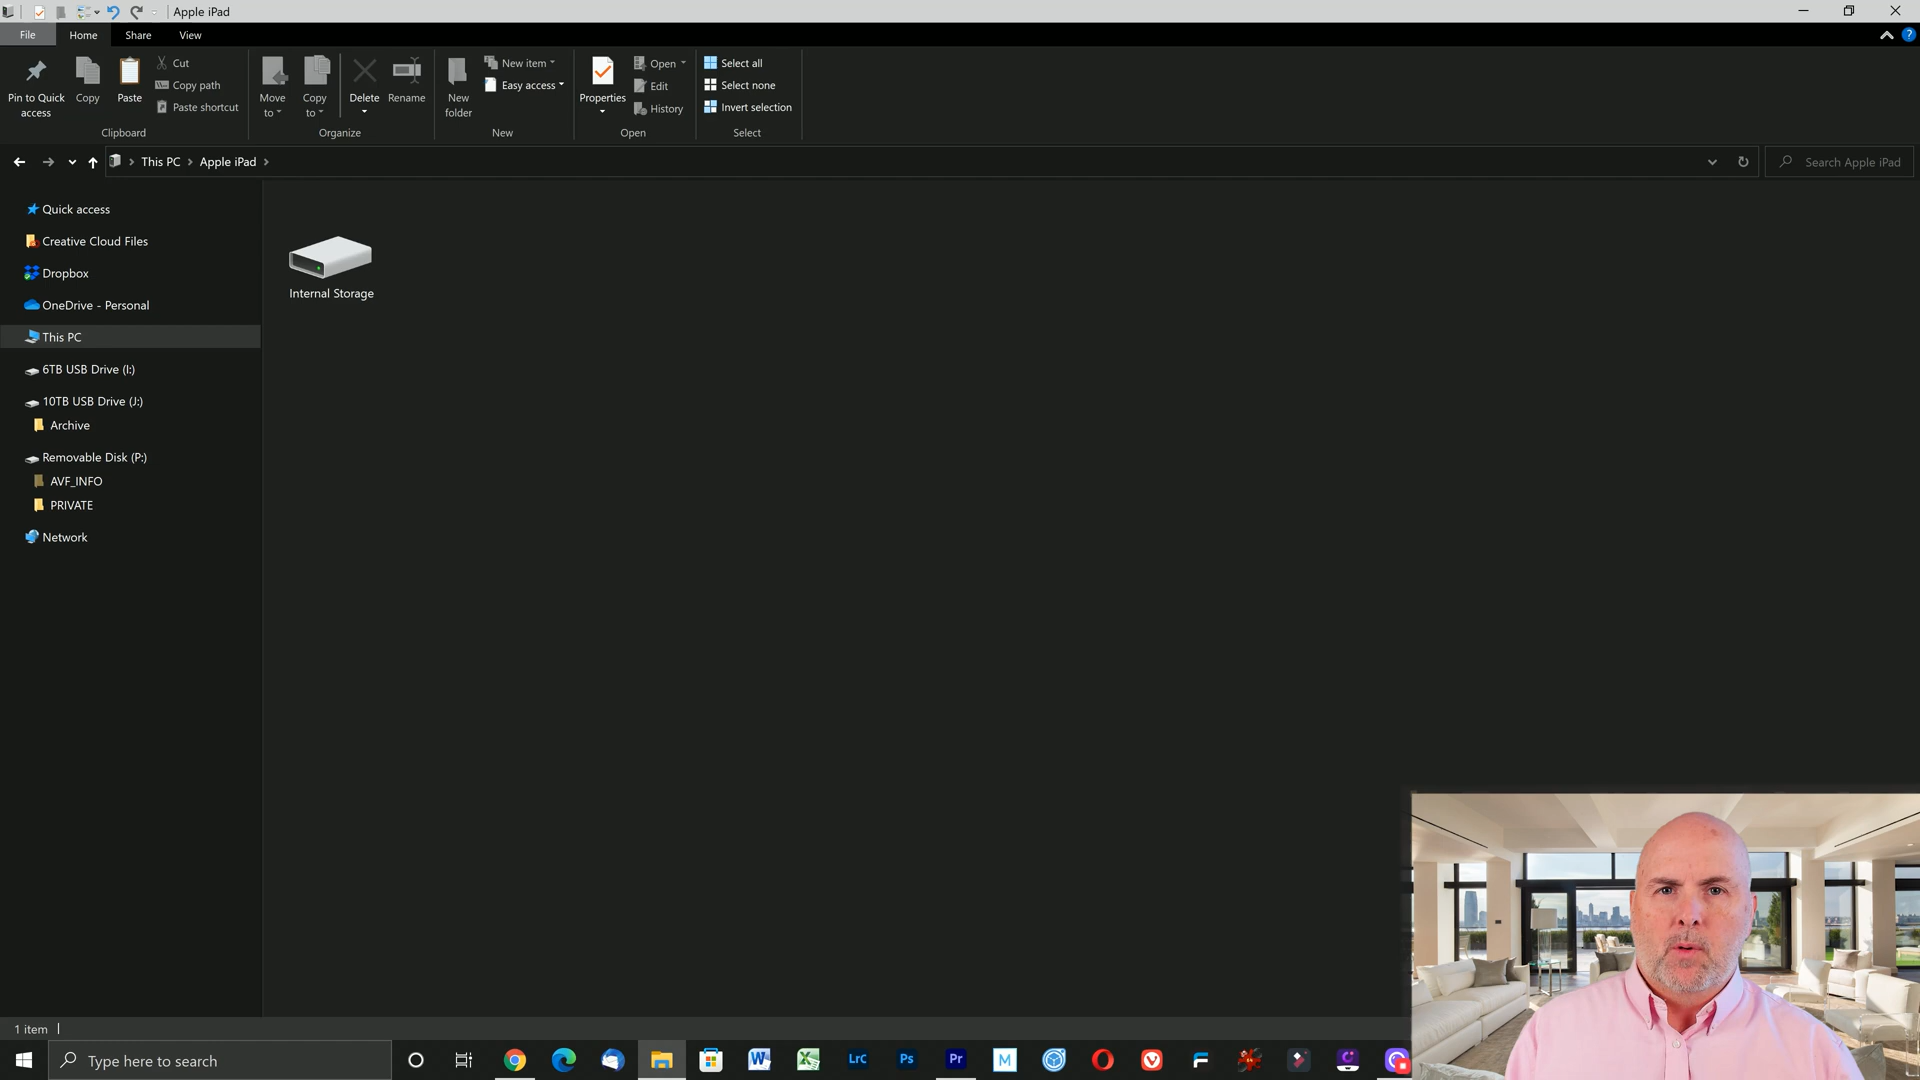 Apple iPad
File Home Share View
Pin to Quick access
Copy
Paste
Cut
Copy path
Paste shortcut
Clipboard
Move to
Copy to
Delete
Rename
Organize
New folder
New item
Easy access
New
Properties
Open
Edit
History
Open
Select all
Select none
Invert selection
Select
This PC Apple iPad
Search Apple iPad
Quick access
Creative Cloud Files
Dropbox
OneDrive - Personal
This PC
6TB USB Drive (I:)
10TB USB Drive (J:)
Archive
Removable Disk (P:)
AVF_INFO
PRIVATE
Network
Internal Storage
1 item
Type here to search
LrC
Ps
Pr
M